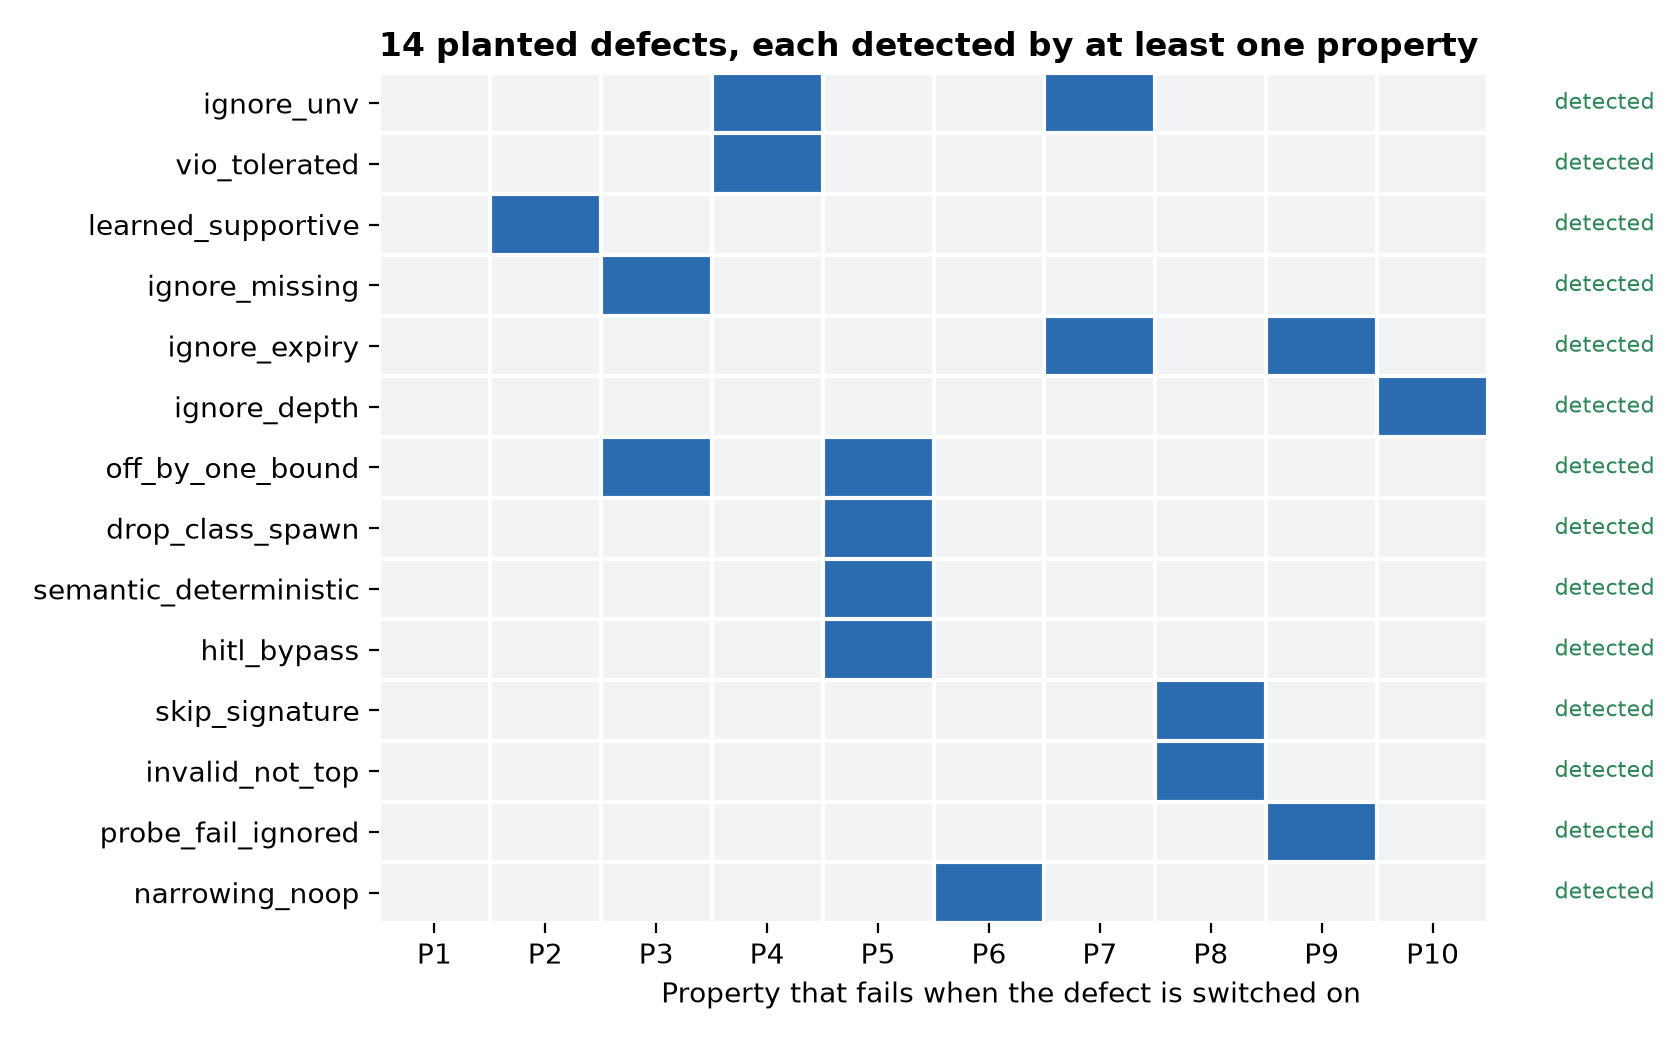 14 planted defects, each detected by at least one property
ignore_unv detected
vio_tolerated detected
learned_supportive detected
ignore_missing detected
ignore_expiry detected
ignore_depth detected
off_by_one_bound detected
drop_class_spawn detected
semantic_deterministic detected
hitl_bypass detected
skip_signature detected
invalid_not_top detected
probe_fail_ignored detected
narrowing_noop detected
P1 P2 P3 P4 P5 P6 P7 P8 P9 P10
Property that fails when the defect is switched on